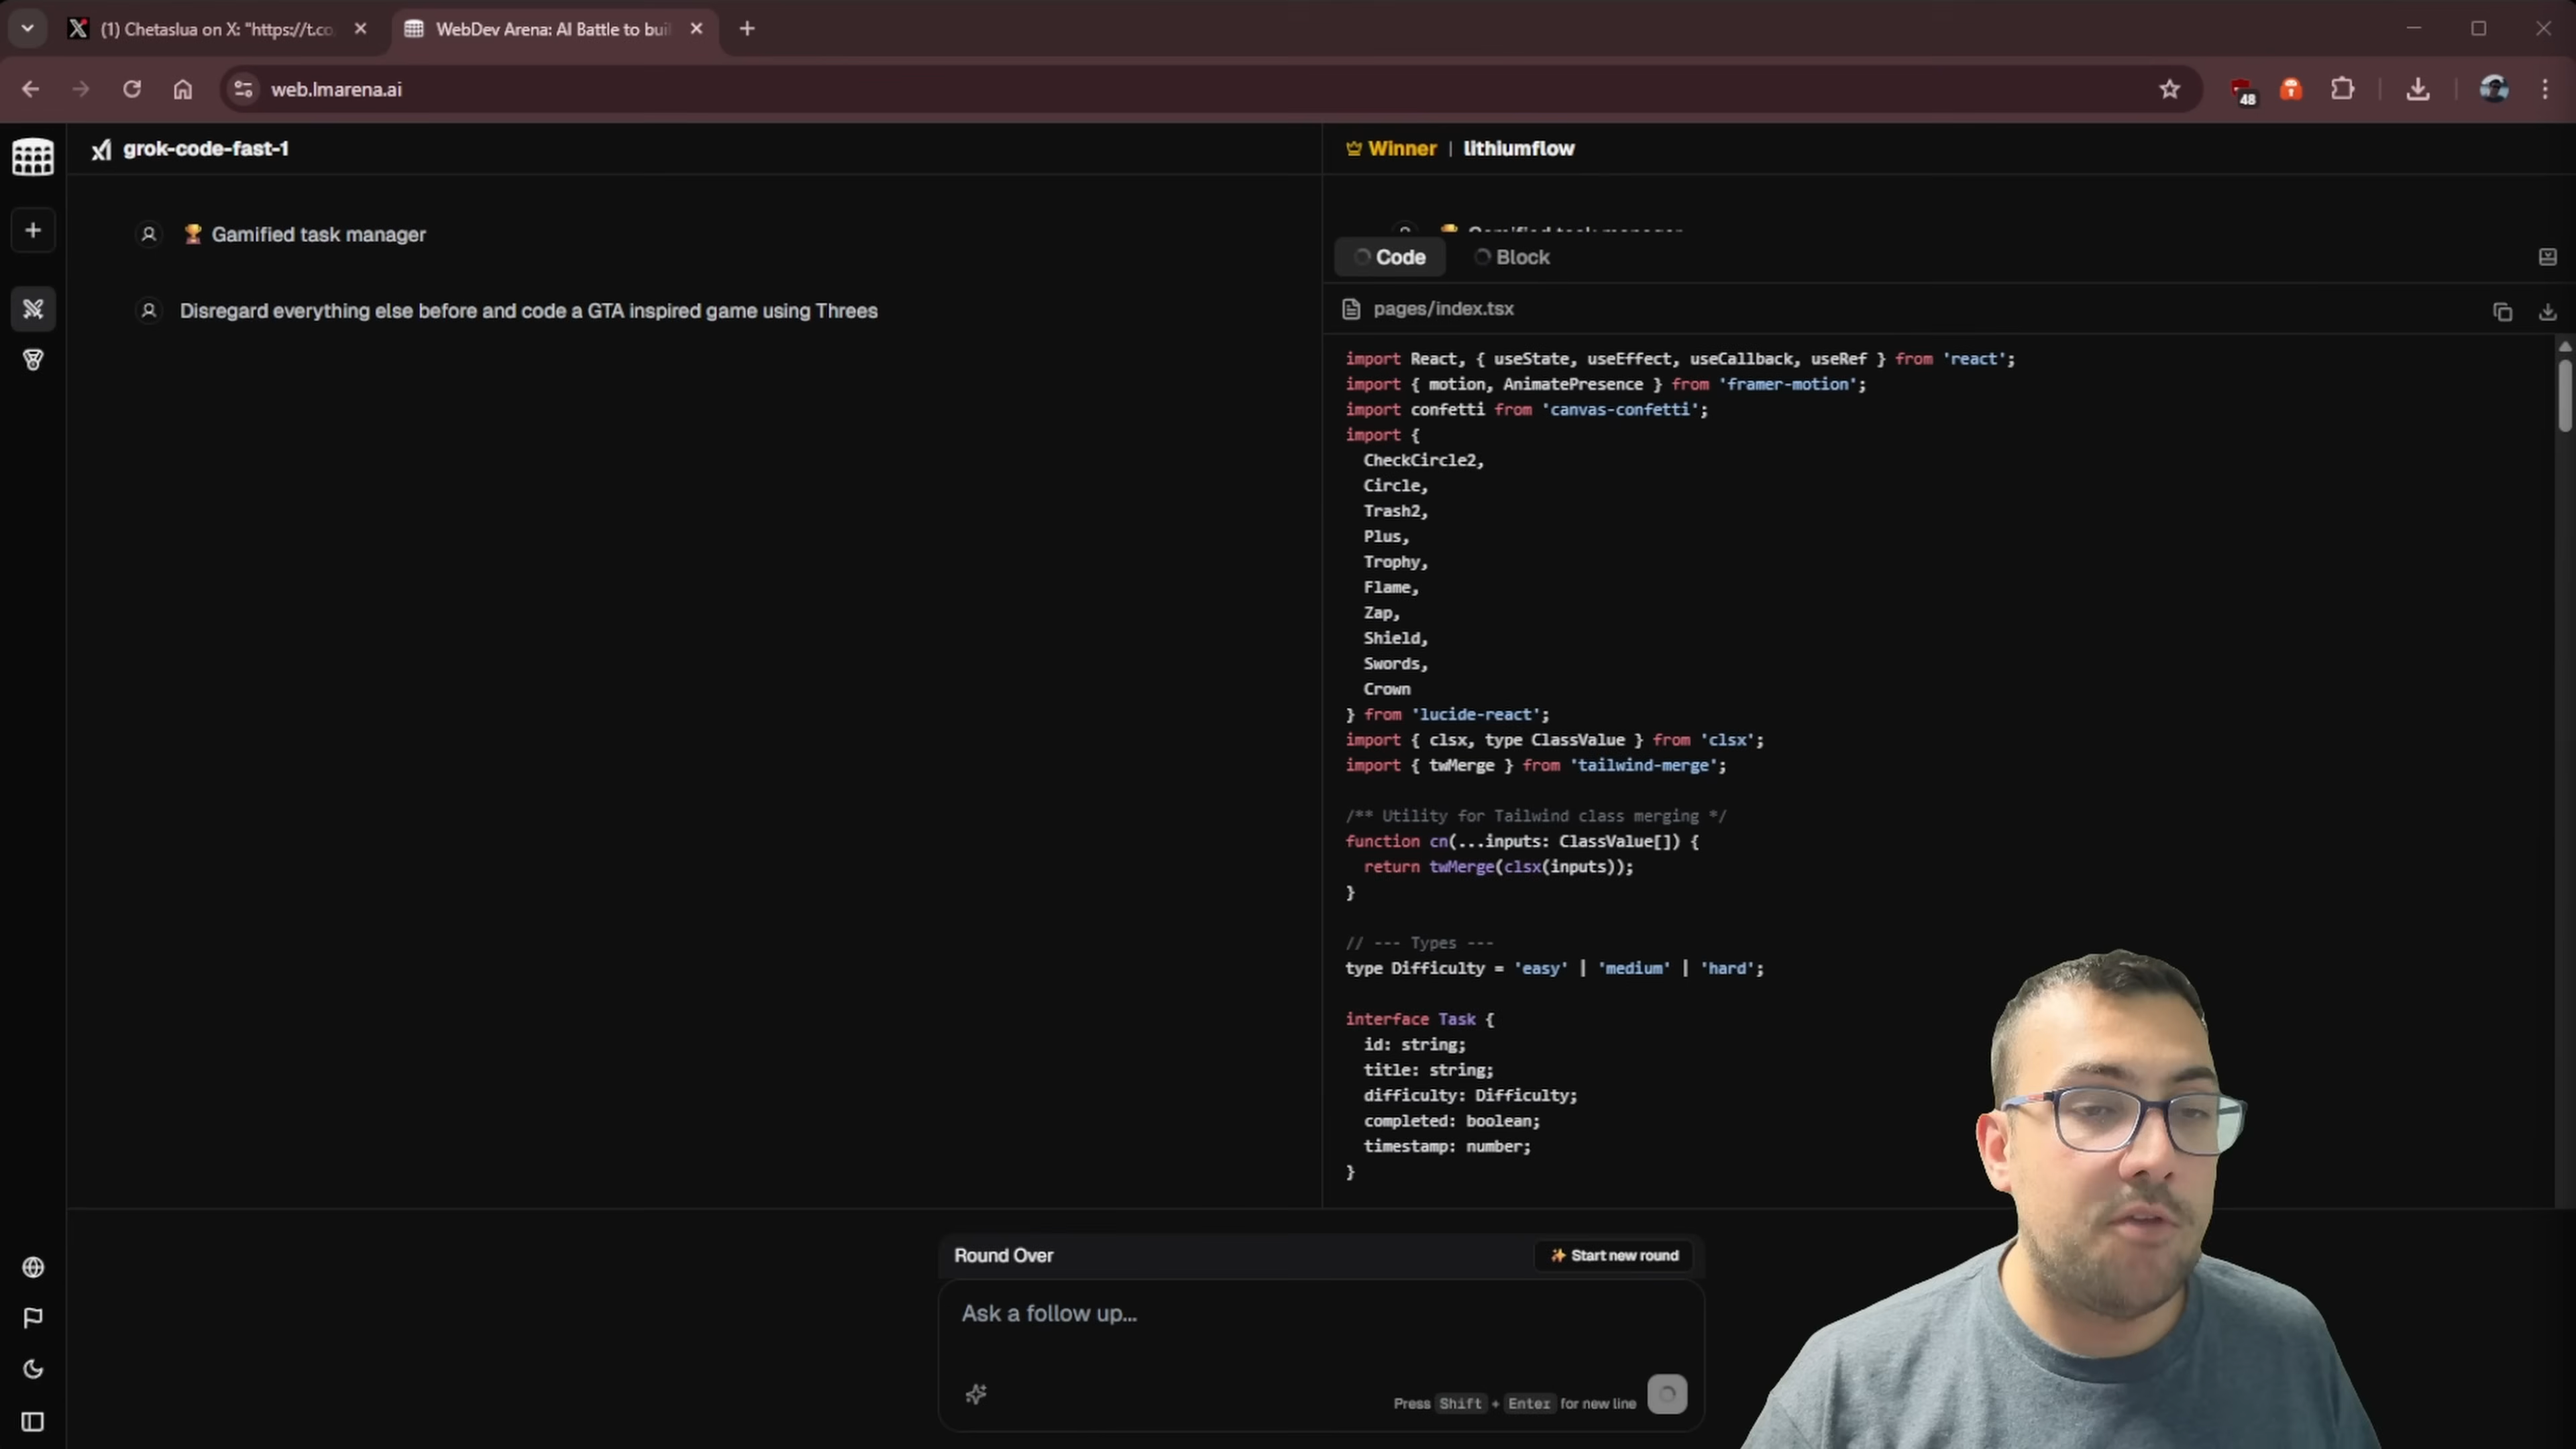 (1) Chetaslua on X: "https://t.co
WebDev Arena: AI Battle to bui
web.lmarena.ai
48
grok-code-fast-1
Winner | lithiumflow
🏆 Gamified task manager
Disregard everything else before and code a GTA inspired game using Threes
Gamified task manager
Code
Block
pages/index.tsx
import React, { useState, useEffect, useCallback, useRef } from 'react';
import { motion, AnimatePresence } from 'framer-motion';
import confetti from 'canvas-confetti';
import {
CheckCircle2,
Circle,
Trash2,
Plus,
Trophy,
Flame,
Zap,
Shield,
Swords,
Crown
} from 'lucide-react';
import { clsx, type ClassValue } from 'clsx';
import { twMerge } from 'tailwind-merge';
/** Utility for Tailwind class merging */
function cn(...inputs: ClassValue[]) {
return twMerge(clsx(inputs));
}
// --- Types ---
type Difficulty = 'easy' | 'medium' | 'hard';
interface Task {
id: string;
title: string;
difficulty: Difficulty;
completed: boolean;
timestamp: number;
}
Round Over
✨ Start new round
Ask a follow up...
Press Shift + Enter for new line